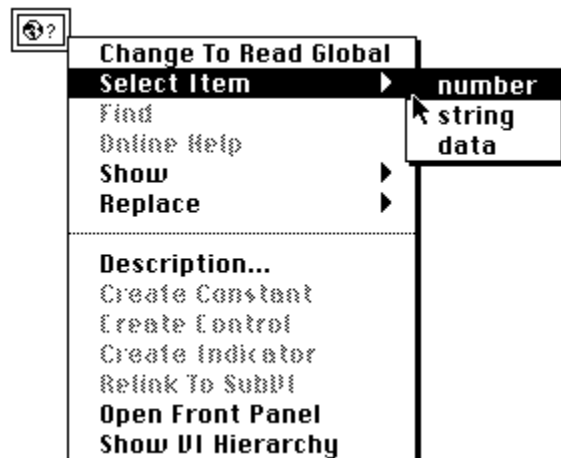 ?
Change To Read Global
Select Item
number
Find
string
Online Help
data
Show
Replace
Description...
Create Constant
Create Control
Create Indicator
Relink To SubVI
Open Front Panel
Show VI Hierarchy